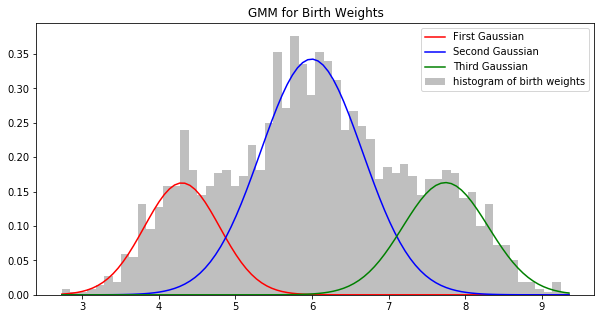 GMM for Birth Weights
First Gaussian
Second Gaussian
Third Gaussian
histogram of birth weights
0.35
0.30
0.25
0.20
0.15
0.10
0.05
0.00
3 4 5 6 7 8 9